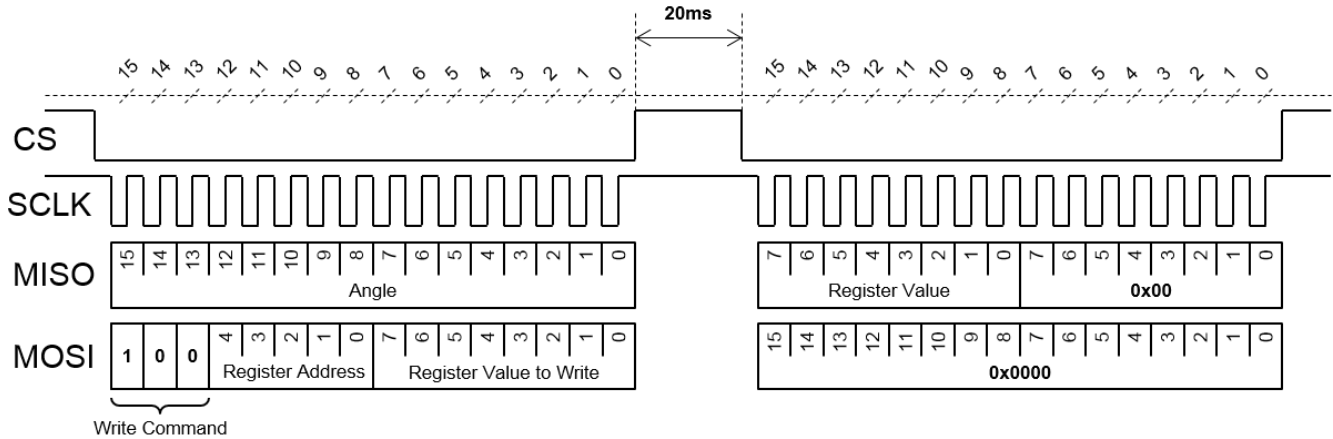 20ms
15 14 13 12 11 10 9 8 7 6 5 4 3 2 1 0 15 14 13 12 11 10 9 8 7 6 5 4 3 2 1 0
CS
SCLK
MISO 15 14 13 12 11 10 9 8 7 6 5 4 3 2 1 0 7 6 5 4 3 2 1 0 7 6 5 4 3 2 1 0
Angle Register Value 0x00
MOSI 1 0 0 4 3 2 1 0 7 6 5 4 3 2 1 0 15 14 13 12 11 10 9 8 7 6 5 4 3 2 1 0
Register Address Register Value to Write 0x0000
Write Command